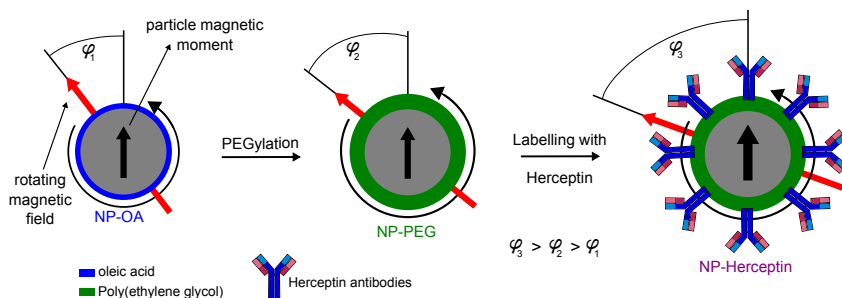 particle magnetic
moment
φ1
φ2
φ3
PEGylation
Labelling with
Herceptin
rotating
magnetic
field
NP-OA
NP-PEG
NP-Herceptin
φ3 > φ2 > φ1
oleic acid
Poly(ethylene glycol)
Herceptin antibodies